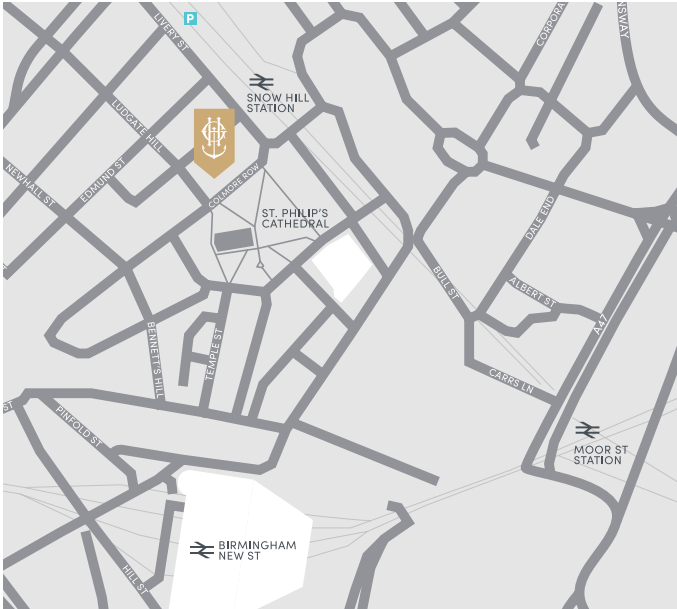 LIVERY ST
P
CORPORA
NSWAY
SNOW HILL
STATION
LUDGATE HILL
EDMUND ST
NEWHALL ST
COLMORE ROW
ST. PHILIP'S
CATHEDRAL
DALE END
BULL ST
ALBERT ST
A47
BENNETT'S HILL
TEMPLE ST
CARRS LN
ST
PINFOLD ST
MOOR ST
STATION
BIRMINGHAM
NEW ST
HILL ST